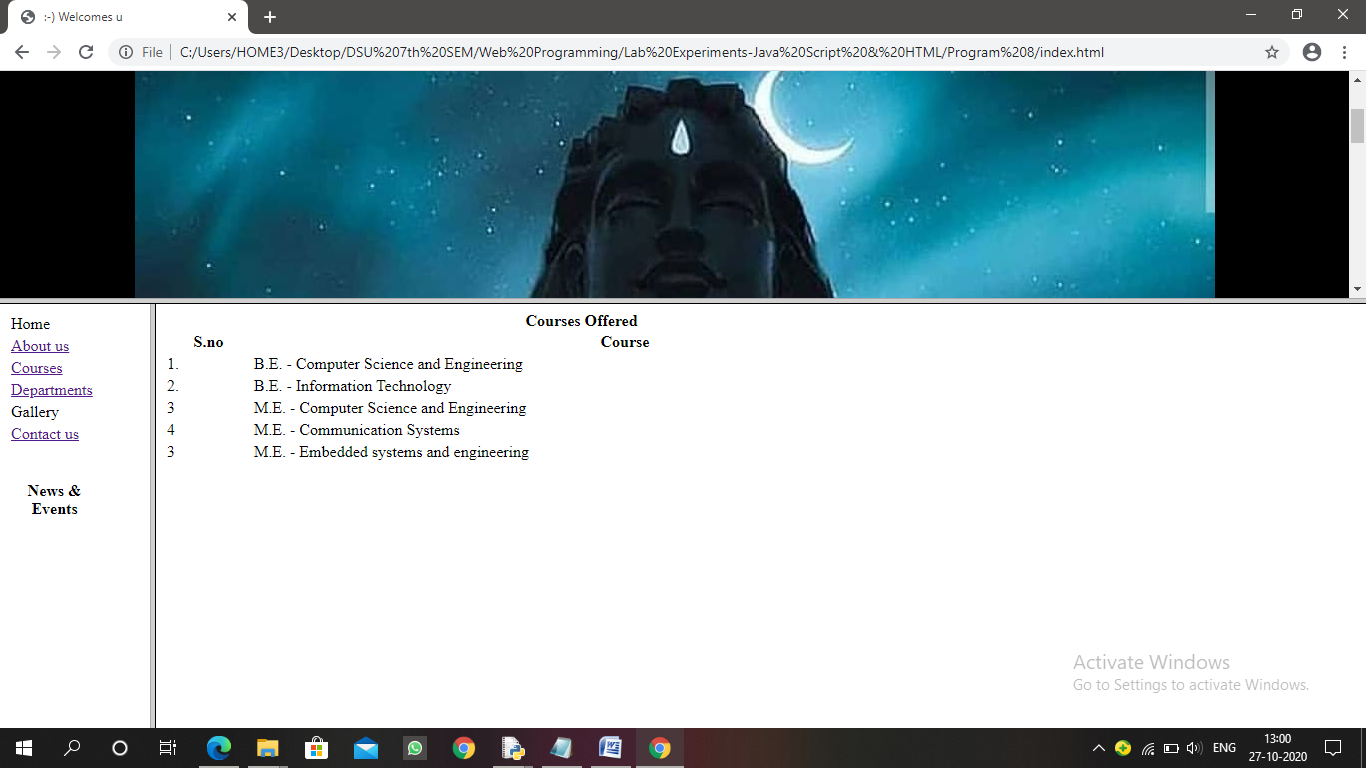 :-) Welcomes u
File C:/Users/HOME3/Desktop/DSU%207th%20SEM/Web%20Programming/Lab%20Experiments-Java%20Script%20&%20HTML/Program%208/index.html
Home
About us
Courses
Departments
Gallery
Contact us
News &
Events
Courses Offered
S.no Course
1. B.E. - Computer Science and Engineering
2. B.E. - Information Technology
3 M.E. - Computer Science and Engineering
4 M.E. - Communication Systems
3 M.E. - Embedded systems and engineering
Activate Windows
Go to Settings to activate Windows.
ENG
13:00
27-10-2020